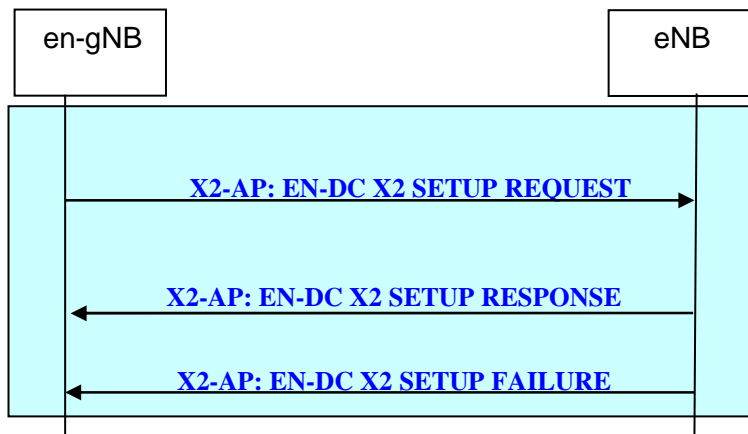 en-gNB
eNB
X2-AP: EN-DC X2 SETUP REQUEST
X2-AP: EN-DC X2 SETUP RESPONSE
X2-AP: EN-DC X2 SETUP FAILURE